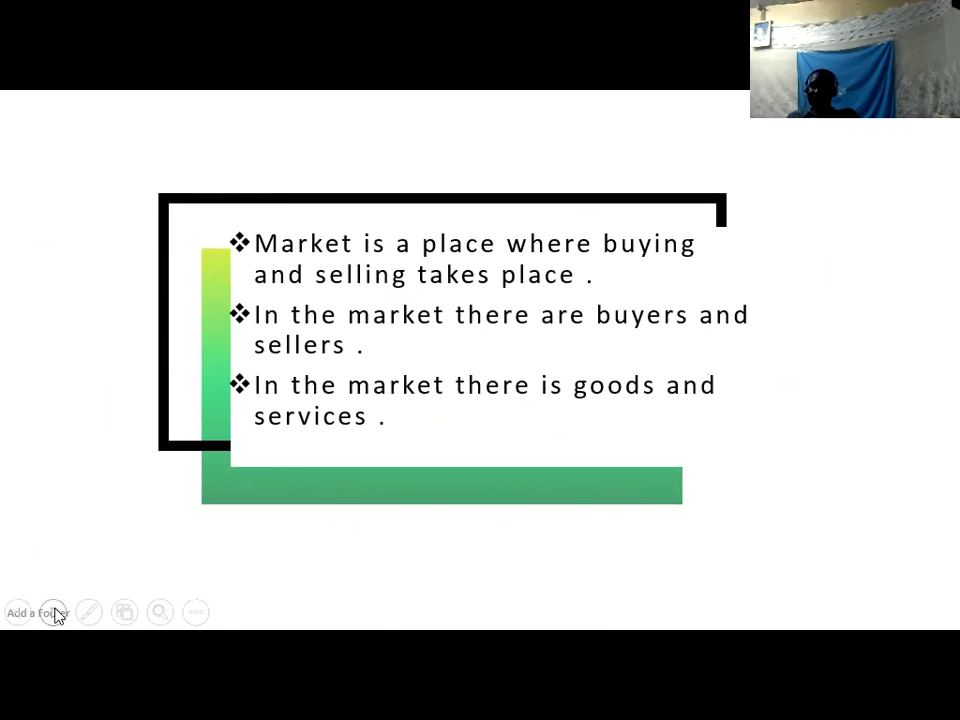 ❖Market is a place where buying
and selling takes place .
❖In the market there are buyers and
sellers .
❖In the market there is goods and
services .
Add a Footer